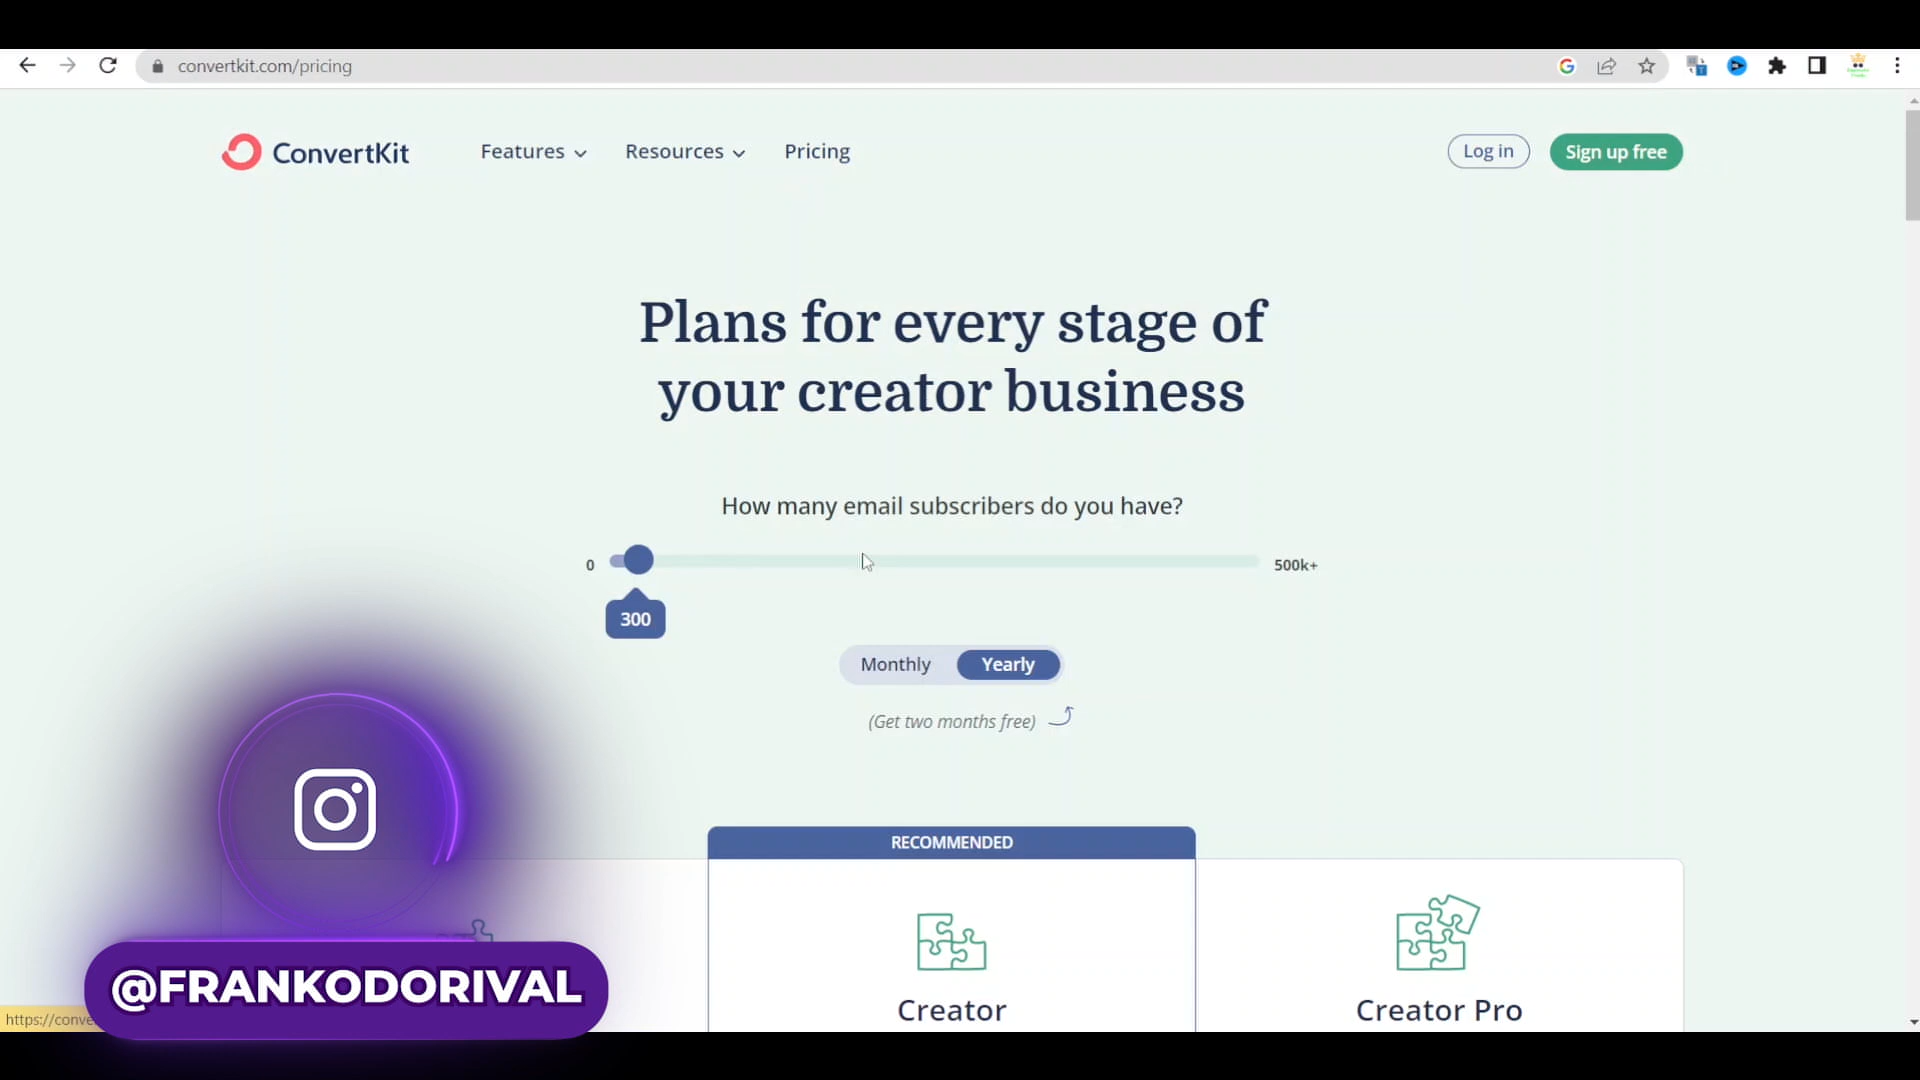 convertkit.com/pricing
ConvertKit
Features
Resources
Pricing
Log in
Sign up free
Plans for every stage of
your creator business
How many email subscribers do you have?
0
500k+
300
Monthly
Yearly
(Get two months free)
RECOMMENDED
Creator
Creator Pro
@FRANKODORIVAL
https://conve